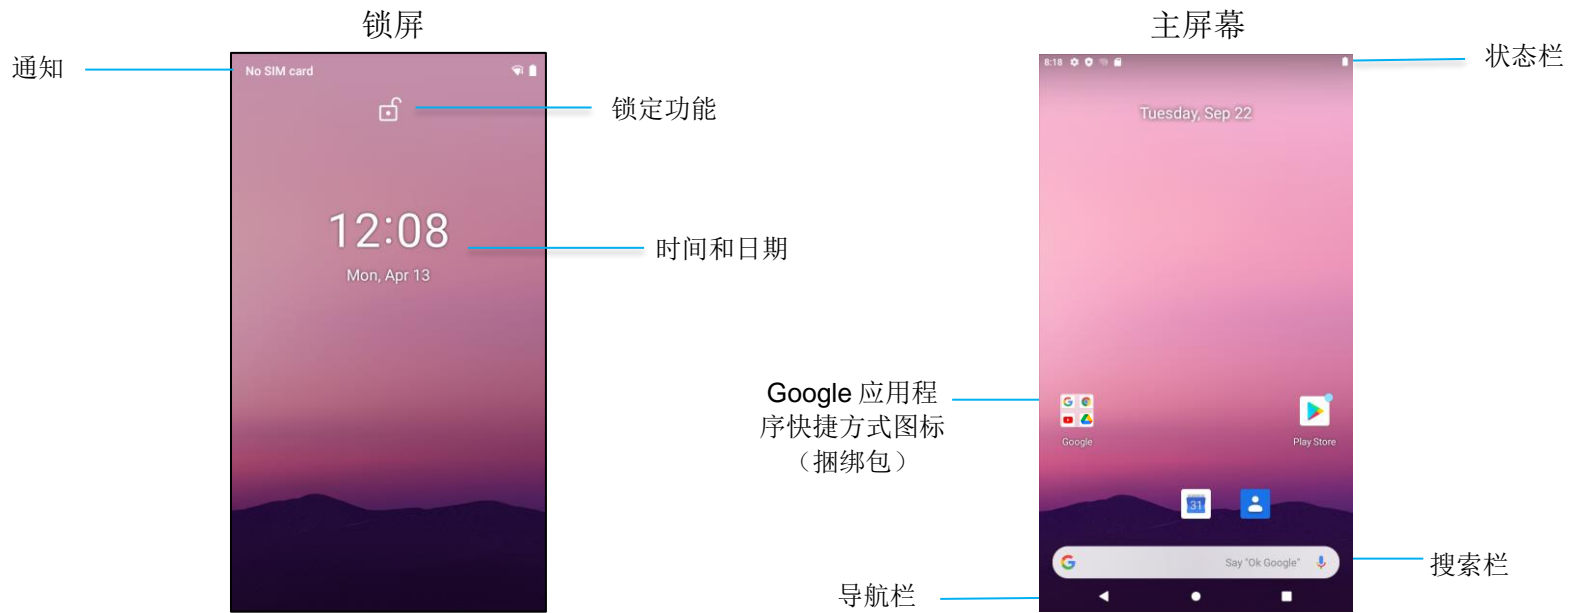 锁屏
主屏幕
通知
No SIM card
锁定功能
12:08
Mon, Apr 13
时间和日期
8:18
状态栏
Tuesday, Sep 22
Google 应用程
序快捷方式图标
（捆绑包）
Google
Play Store
31
Say "Ok Google"
搜索栏
导航栏